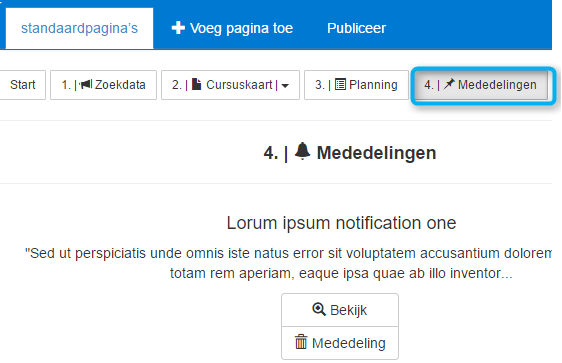 standaardpagina's Voeg pagina toe Publiceer
Start 1. | Zoekdata 2. | Cursuskaart | 3. | Planning 4. | Mededelingen
4. | Mededelingen
Lorum ipsum notification one
"Sed ut perspiciatis unde omnis iste natus error sit voluptatem accusantium dolorem
totam rem aperiam, eaque ipsa quae ab illo inventor...
Bekijk
Mededeling